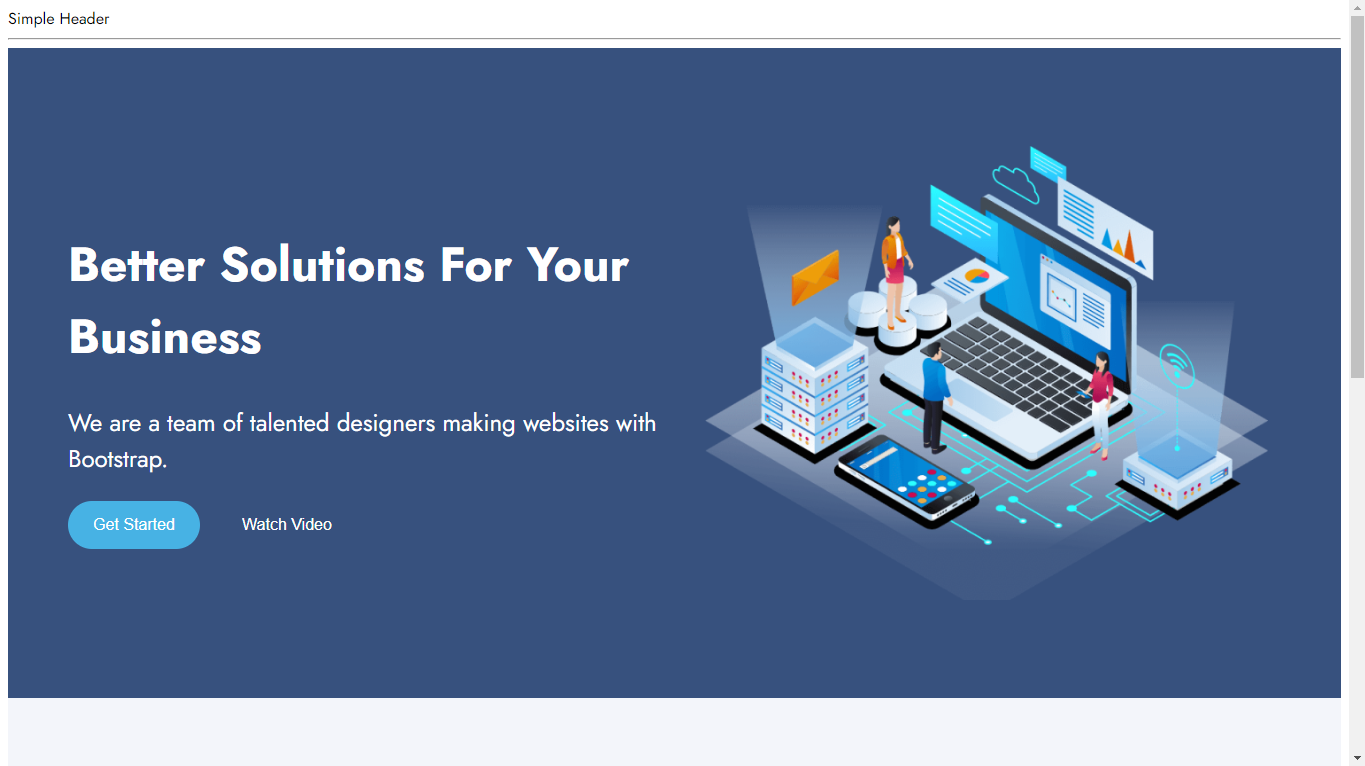 Simple Header
Better Solutions For Your
Business
We are a team of talented designers making websites with
Bootstrap.
Get Started
Watch Video